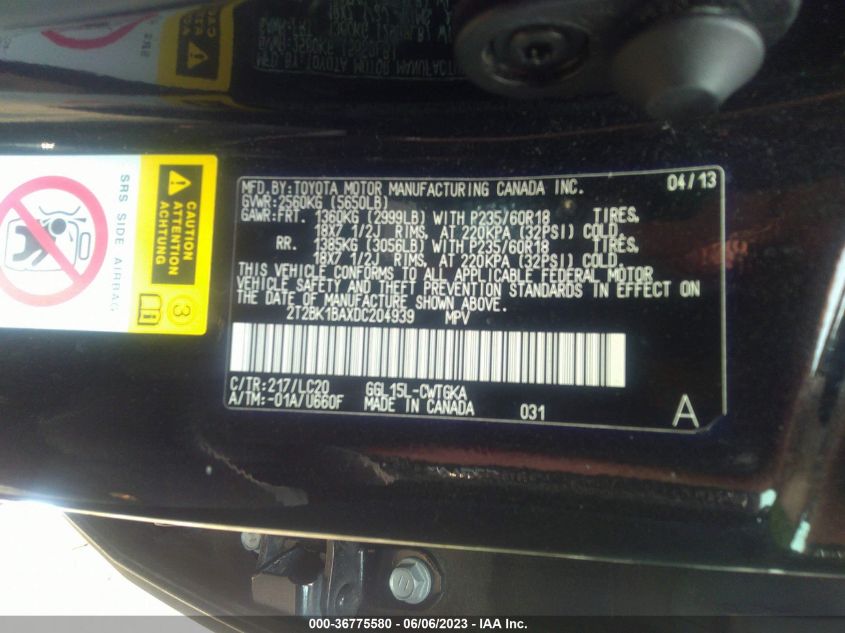 MFD.BY:TOYOTA MOTOR MANUFACTURING CANADA INC. 04/13
GVWR:2560KG (5650LB)
GAWR:FRT. 1360KG (2999LB) WITH P235/60R18 TIRES,
18X7 1/2J RIMS, AT 220KPA (32PSI) COLD.
RR. 1385KG (3056LB) WITH P235/60R18 TIRES,
18X7 1/2J RIMS, AT 220KPA (32PSI) COLD.
THIS VEHICLE CONFORMS TO ALL APPLICABLE FEDERAL MOTOR
VEHICLE SAFETY AND THEFT PREVENTION STANDARDS IN EFFECT ON
THE DATE OF MANUFACTURE SHOWN ABOVE.
2T2BK1BAXDC204939 MPV
C/TR:217/LC20 GGL15L-CWTGKA
A/TM:-01A/U660F MADE IN CANADA 031
A
SRS SIDE AIRBAG
CAUTION
ATTENTION
ACHTUNG
3
000-36775580 - 06/06/2023 - IAA Inc.